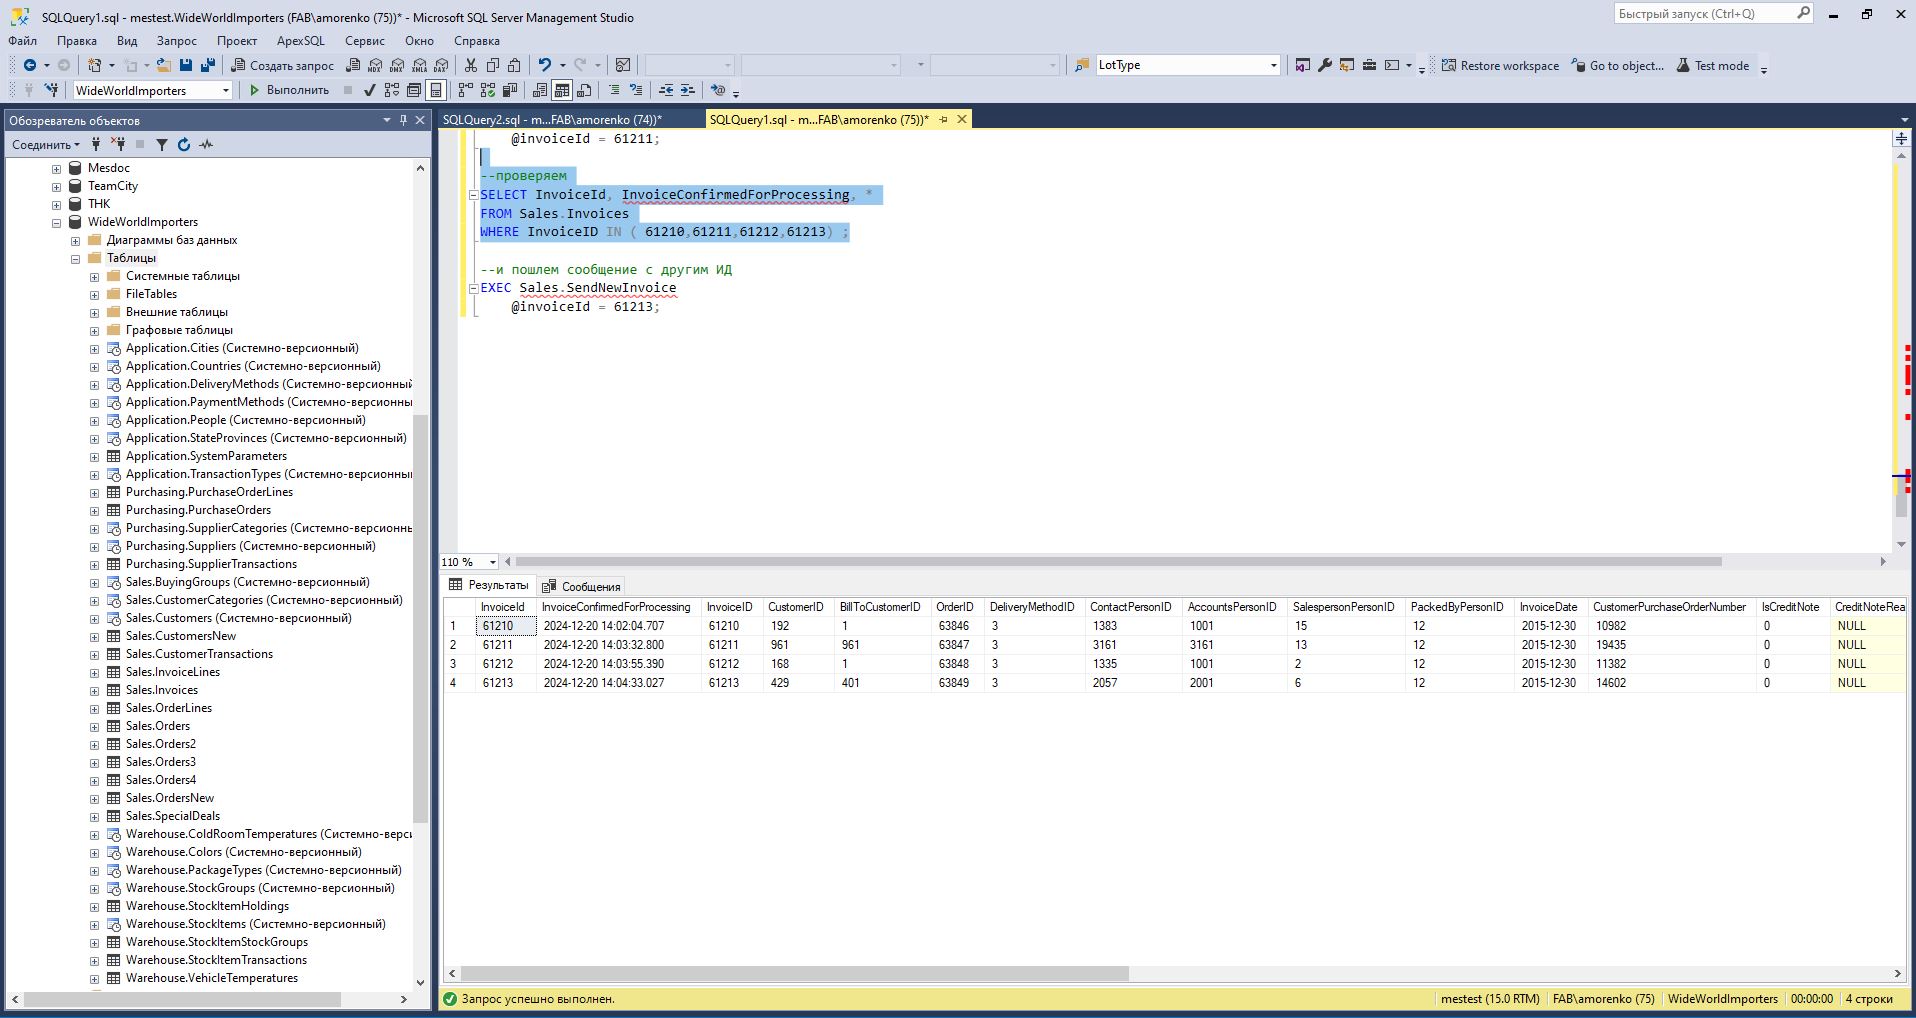 SQLQuery1.sql - mestest.WideWorldImporters (FAB\amorenko (75))* - Microsoft SQL Server Management Studio
Быстрый запуск (Ctrl+Q)
Файл Правка Вид Запрос Проект ApexSQL Сервис Окно Справка
Создать запрос MDX DMX XMLA DAX LotType Restore workspace Go to object... Test mode
WideWorldImporters Выполнить
Обозреватель объектов
Соединить
Mesdoc
TeamCity
ТНК
WideWorldImporters
Диаграммы баз данных
Таблицы
Системные таблицы
FileTables
Внешние таблицы
Графовые таблицы
Application.Cities (Системно-версионный)
Application.Countries (Системно-версионный)
Application.DeliveryMethods (Системно-версионный
Application.PaymentMethods (Системно-версионны
Application.People (Системно-версионный)
Application.StateProvinces (Системно-версионный)
Application.SystemParameters
Application.TransactionTypes (Системно-версионны
Purchasing.PurchaseOrderLines
Purchasing.PurchaseOrders
Purchasing.SupplierCategories (Системно-версионнь
Purchasing.Suppliers (Системно-версионный)
Purchasing.SupplierTransactions
Sales.BuyingGroups (Системно-версионный)
Sales.CustomerCategories (Системно-версионный)
Sales.Customers (Системно-версионный)
Sales.CustomersNew
Sales.CustomerTransactions
Sales.InvoiceLines
Sales.Invoices
Sales.OrderLines
Sales.Orders
Sales.Orders2
Sales.Orders3
Sales.Orders4
Sales.OrdersNew
Sales.SpecialDeals
Warehouse.ColdRoomTemperatures (Системно-верси
Warehouse.Colors (Системно-версионный)
Warehouse.PackageTypes (Системно-версионный)
Warehouse.StockGroups (Системно-версионный)
Warehouse.StockItemHoldings
Warehouse.StockItems (Системно-версионный)
Warehouse.StockItemStockGroups
Warehouse.StockItemTransactions
Warehouse.VehicleTemperatures
SQLQuery2.sql - m...FAB\amorenko (74))* SQLQuery1.sql - m...FAB\amorenko (75))*
@invoiceId = 61211;
--проверяем
SELECT InvoiceId, InvoiceConfirmedForProcessing, *
FROM Sales.Invoices
WHERE InvoiceID IN ( 61210,61211,61212,61213) ;
--и пошлем сообщение с другим ИД
EXEC Sales.SendNewInvoice
@invoiceId = 61213;
110 %
Результаты Сообщения
InvoiceId InvoiceConfirmedForProcessing InvoiceID CustomerID BillToCustomerID OrderID DeliveryMethodID ContactPersonID AccountsPersonID SalespersonPersonID PackedByPersonID InvoiceDate CustomerPurchaseOrderNumber IsCreditNote CreditNoteRea
1 61210 2024-12-20 14:02:04.707 61210 192 1 63846 3 1383 1001 15 12 2015-12-30 10982 0 NULL
2 61211 2024-12-20 14:03:32.800 61211 961 961 63847 3 3161 3161 13 12 2015-12-30 19435 0 NULL
3 61212 2024-12-20 14:03:55.390 61212 168 1 63848 3 1335 1001 2 12 2015-12-30 11382 0 NULL
4 61213 2024-12-20 14:04:33.027 61213 429 401 63849 3 2057 2001 6 12 2015-12-30 14602 0 NULL
Запрос успешно выполнен. mestest (15.0 RTM) FAB\amorenko (75) WideWorldImporters 00:00:00 4 строки